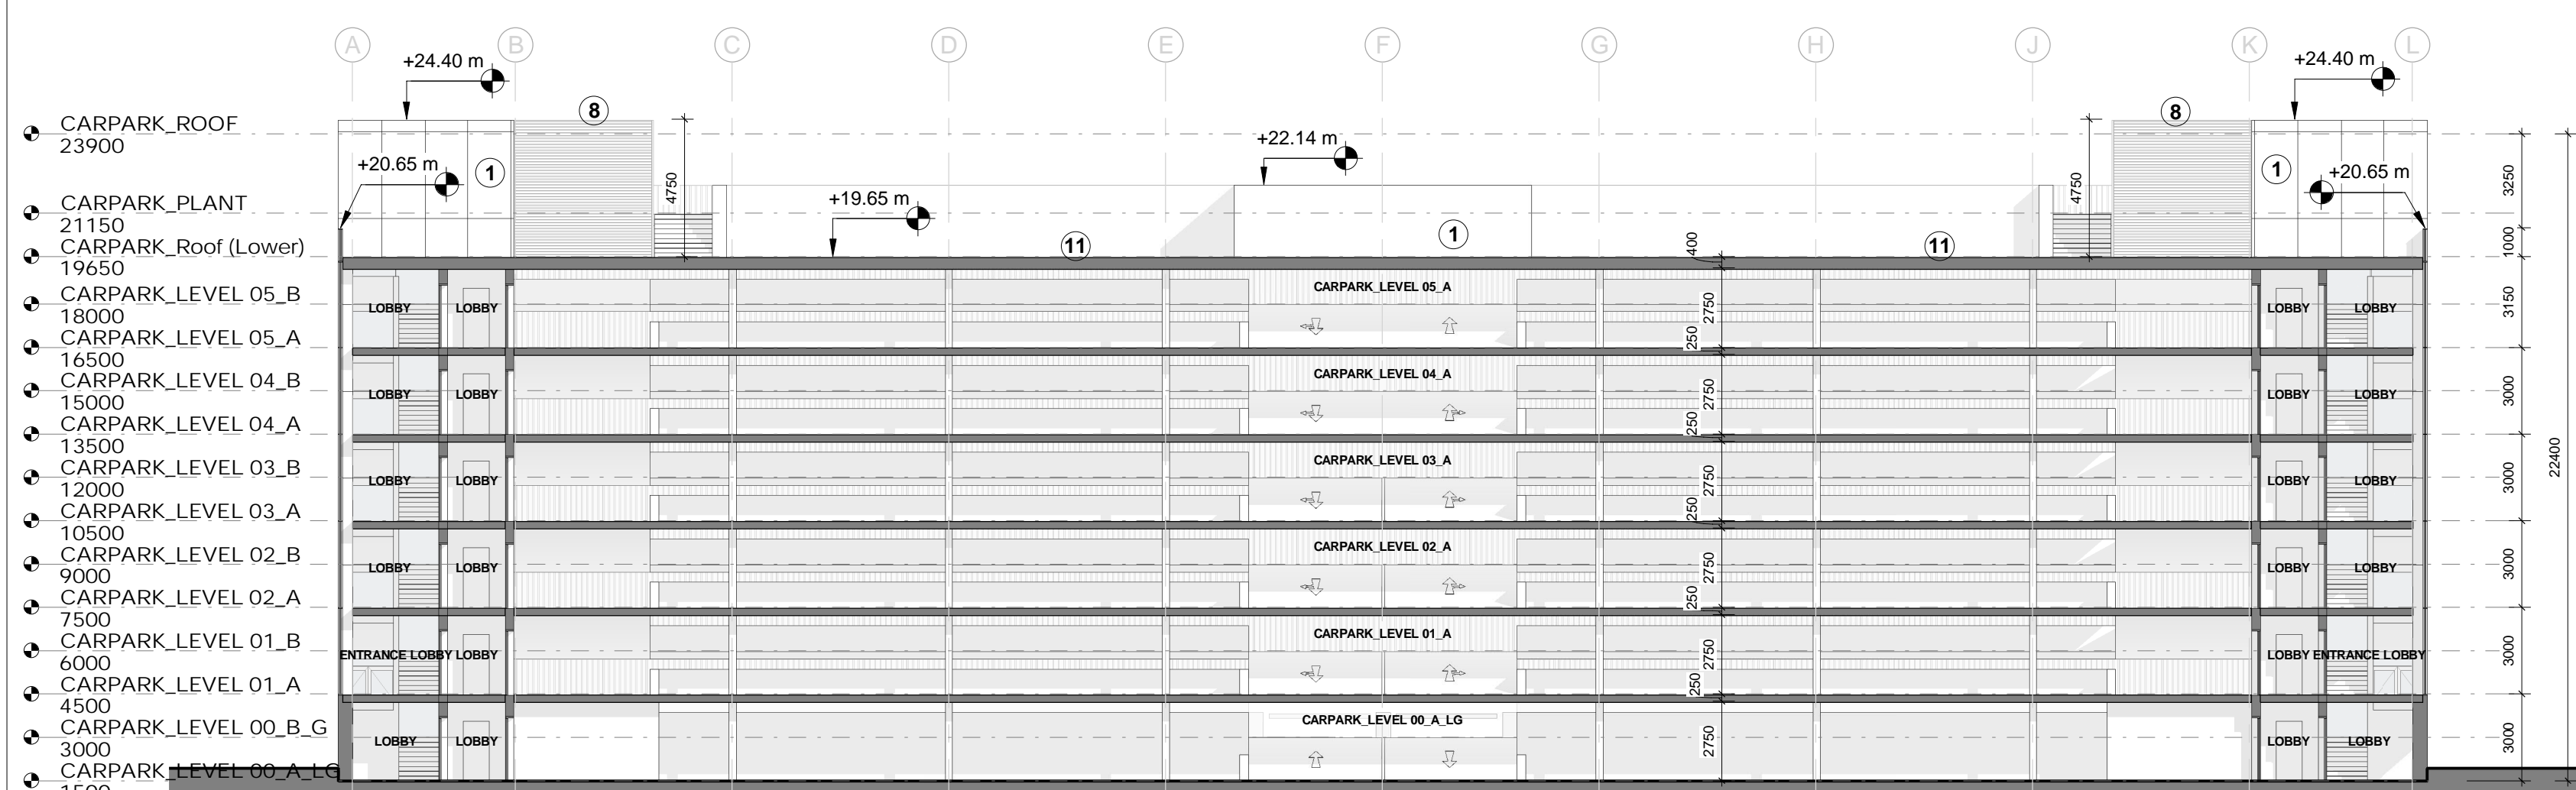 A B C D E F G H J K L
+24.40 m
+24.40 m
8
8
CARPARK_ROOF
23900
+22.14 m
+20.65 m
1
1
+20.65 m
4750
4750
3250
CARPARK_PLANT
21150
+19.65 m
1
CARPARK_Roof (Lower)
19650
11
11
400
1000
CARPARK_LEVEL 05_B
18000
CARPARK_LEVEL 05_A
LOBBY LOBBY
2750
LOBBY LOBBY
3150
CARPARK_LEVEL 05_A
16500
250
CARPARK_LEVEL 04_B
15000
CARPARK_LEVEL 04_A
LOBBY LOBBY
2750
LOBBY LOBBY
3000
CARPARK_LEVEL 04_A
13500
250
CARPARK_LEVEL 03_B
12000
CARPARK_LEVEL 03_A
LOBBY LOBBY
2750
LOBBY LOBBY
3000
22400
CARPARK_LEVEL 03_A
10500
250
CARPARK_LEVEL 02_B
9000
CARPARK_LEVEL 02_A
LOBBY LOBBY
2750
LOBBY LOBBY
3000
CARPARK_LEVEL 02_A
7500
250
CARPARK_LEVEL 01_B
6000
CARPARK_LEVEL 01_A
ENTRANCE LOBBY LOBBY
2750
LOBBY ENTRANCE LOBBY
3000
CARPARK_LEVEL 01_A
4500
250
CARPARK_LEVEL 00_B_G
3000
CARPARK_LEVEL 00_A_LG
LOBBY LOBBY
2750
LOBBY LOBBY
3000
CARPARK_LEVEL 00_A_LG
1500